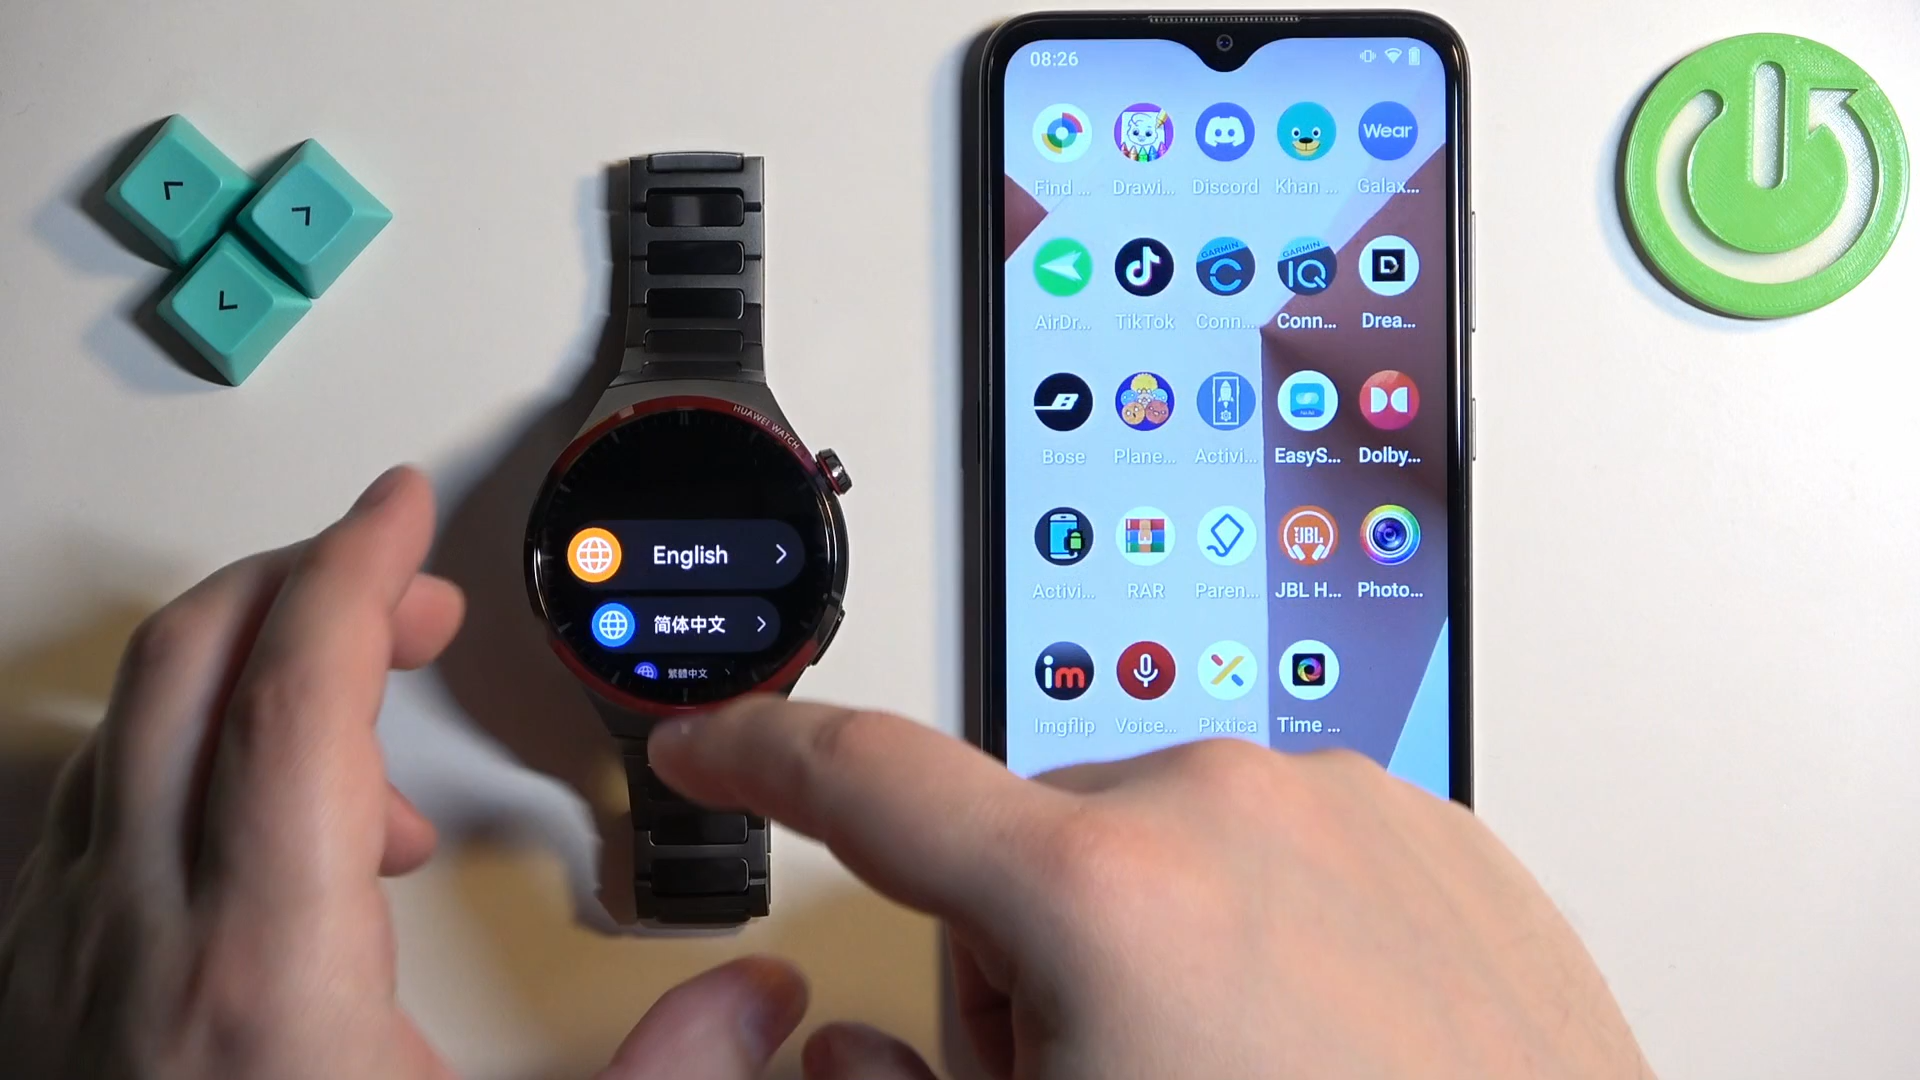 08:26
Wear
Find ...
Drawi...
Discord
Khan ...
Galax...
GARMIN
GARMIN
IQ
AirDr...
TikTok
Conn...
Conn...
Drea...
Bose
Plane...
Activi...
EasyS...
Dolby...
JBL
Activi...
RAR
Paren...
JBL H...
Photo...
im
Imgflip
Voice...
Pixtica
Time ...
HUAWEI WATCH
English
简体中文
繁體中文